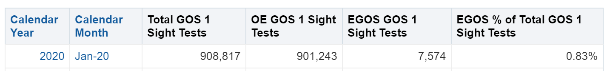 Calendar Year Calendar Month Total GOS 1 Sight Tests OE GOS 1 Sight Tests EGOS GOS 1 Sight Tests EGOS % of Total GOS 1 Sight Tests
2020 Jan-20 908,817 901,243 7,574 0.83%